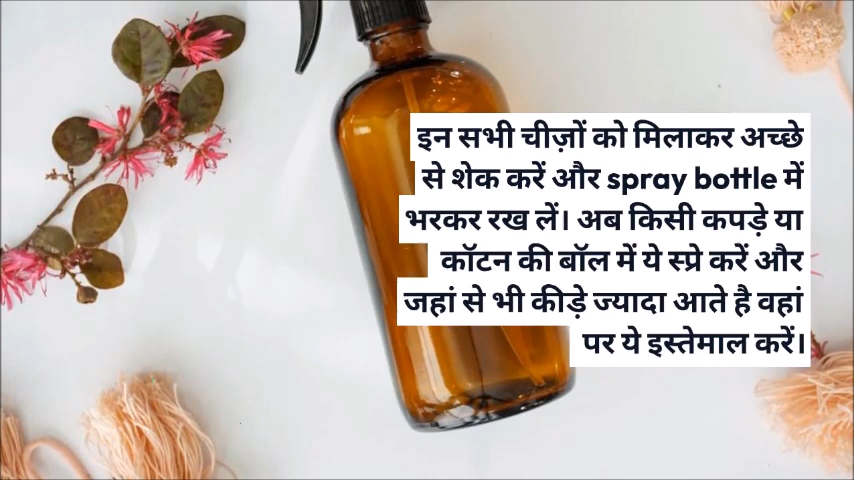 इन सभी चीज़ों को मिलाकर अच्छे
से शेक करें और spray bottle में
भरकर रख लें। अब किसी कपड़े या
कॉटन की बॉल में ये स्प्रे करें और
जहां से भी कीड़े ज्यादा आते है वहां
पर ये इस्तेमाल करें।